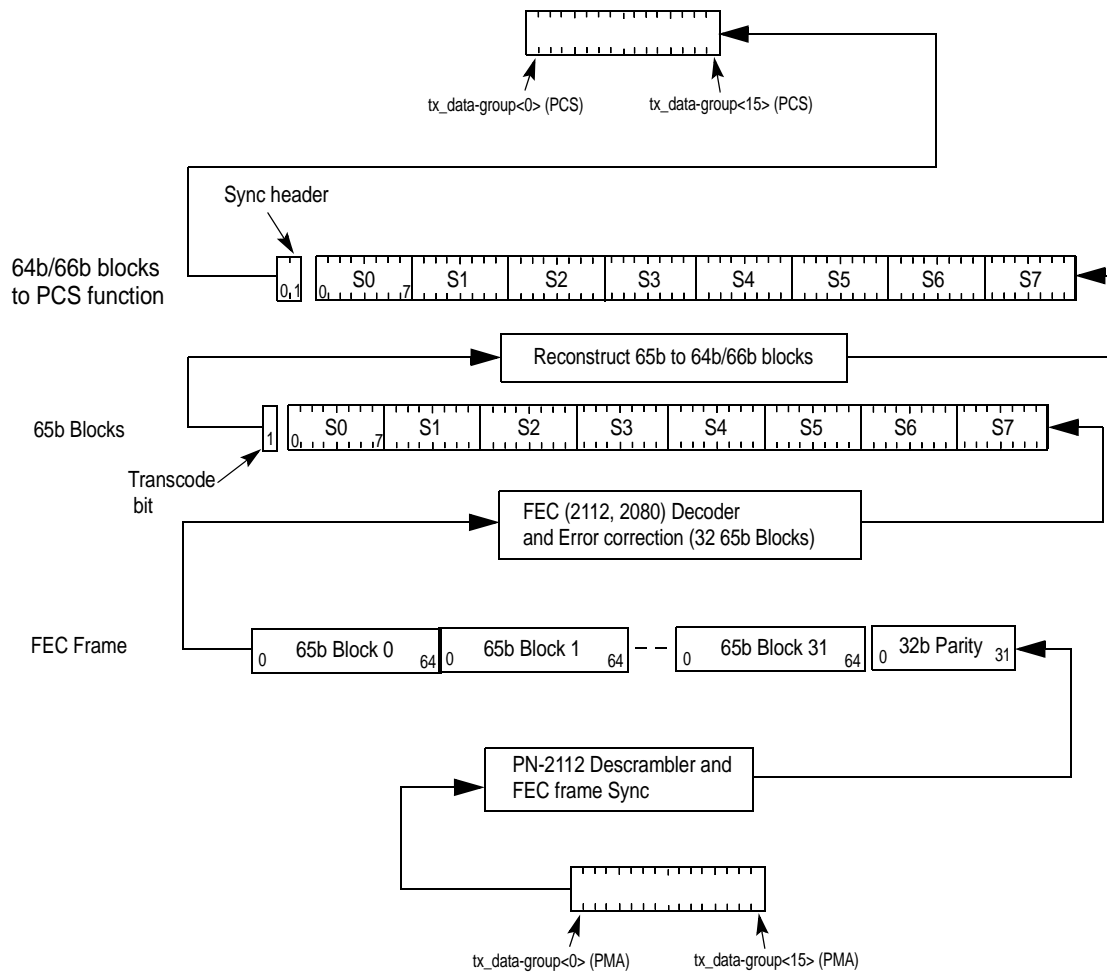 tx_data-group<0> (PCS) tx_data-group<15> (PCS)
Sync header
64b/66b blocks
to PCS function
0 1 0 S0 7 S1 S2 S3 S4 S5 S6 S7
Reconstruct 65b to 64b/66b blocks
65b Blocks
1 0 S0 7 S1 S2 S3 S4 S5 S6 S7
Transcode
bit
FEC (2112, 2080) Decoder
and Error correction (32 65b Blocks)
FEC Frame
0 65b Block 0 64 0 65b Block 1 64 0 65b Block 31 64 0 32b Parity 31
PN-2112 Descrambler and
FEC frame Sync
tx_data-group<0> (PMA) tx_data-group<15> (PMA)